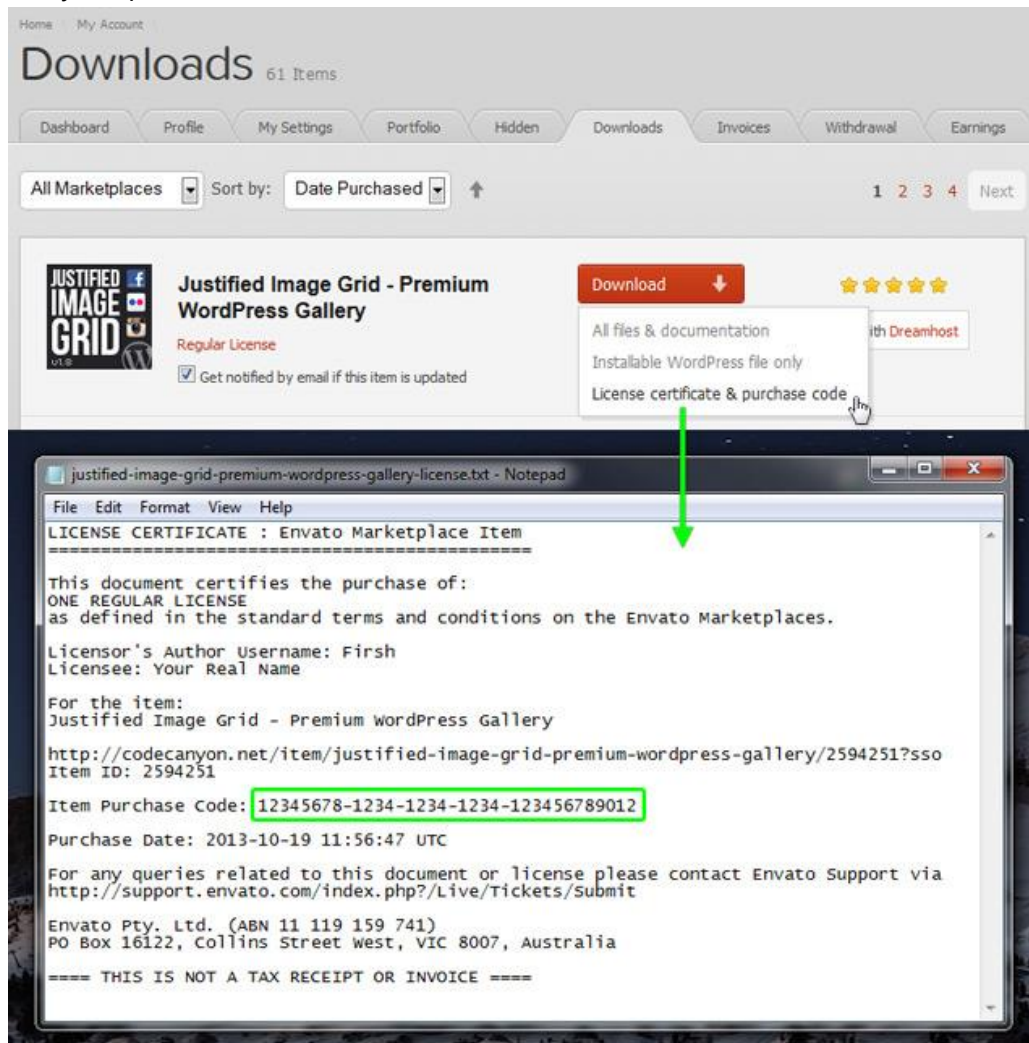 Home My Account
Downloads 61 Items
Dashboard Profile My Settings Portfolio Hidden Downloads Invoices Withdrawal Earnings
All Marketplaces Sort by: Date Purchased 1 2 3 4 Next
JUSTIFIED
IMAGE
GRID
v1.8
Justified Image Grid - Premium
WordPress Gallery
Regular License
Get notified by email if this item is updated
Download
All files & documentation
Installable WordPress file only
License certificate & purchase code
ith Dreamhost
justified-image-grid-premium-wordpress-gallery-license.txt - Notepad
File Edit Format View Help
LICENSE CERTIFICATE : Envato Marketplace Item
==============================================
This document certifies the purchase of:
ONE REGULAR LICENSE
as defined in the standard terms and conditions on the Envato Marketplaces.
Licensor's Author Username: Firsh
Licensee: Your Real Name
For the item:
Justified Image Grid - Premium WordPress Gallery
http://codecanyon.net/item/justified-image-grid-premium-wordpress-gallery/2594251?sso
Item ID: 2594251
Item Purchase Code: 12345678-1234-1234-1234-123456789012
Purchase Date: 2013-10-19 11:56:47 UTC
For any queries related to this document or license please contact Envato Support via
http://support.envato.com/index.php?/Live/Tickets/Submit
Envato Pty. Ltd. (ABN 11 119 159 741)
PO Box 16122, Collins Street West, VIC 8007, Australia
==== THIS IS NOT A TAX RECEIPT OR INVOICE ====